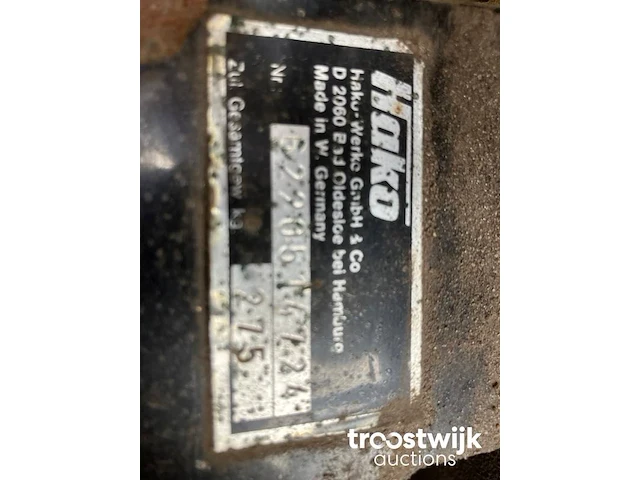 Hako
Hako-Werke GmbH & Co
D 2060 Bad Oldesloe bei Hamburg
Made in W. Germany
Nr.
Zul. Gesamtgew. kg
275
troostwijk
auctions